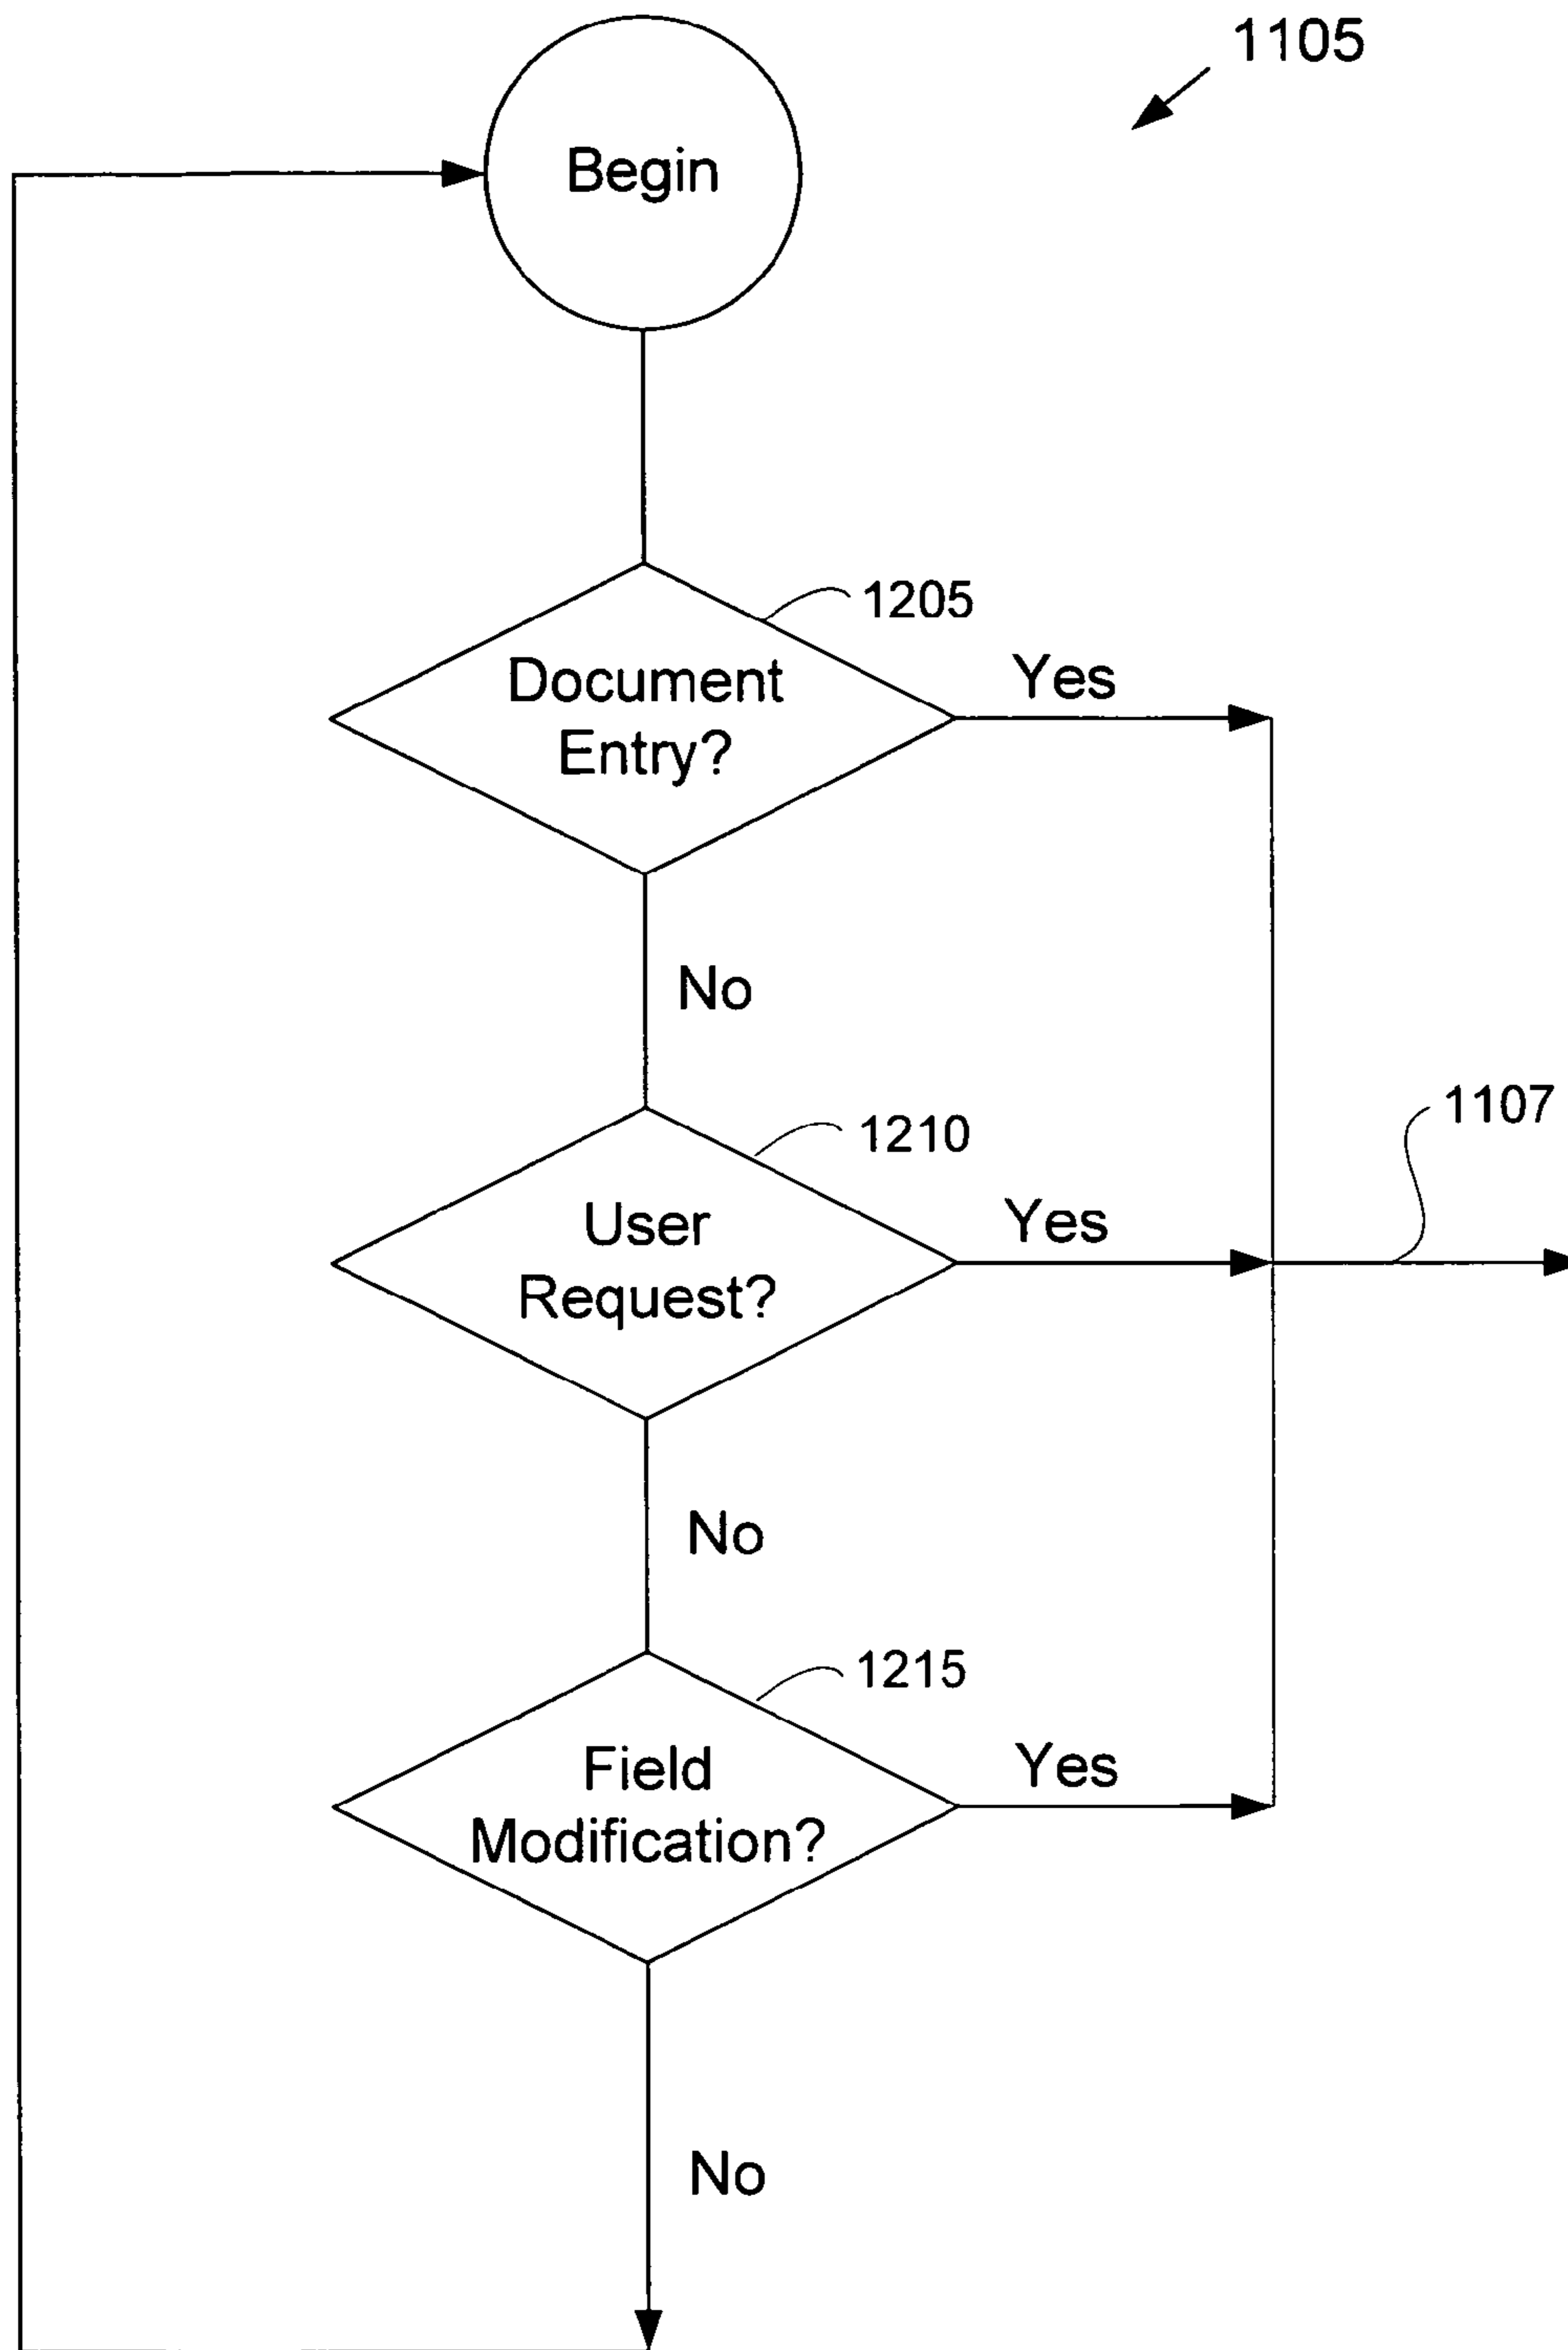 1105
Begin
1205
Document
Entry?
Yes
No
1107
1210
User
Request?
Yes
No
1215
Field
Modification?
Yes
No